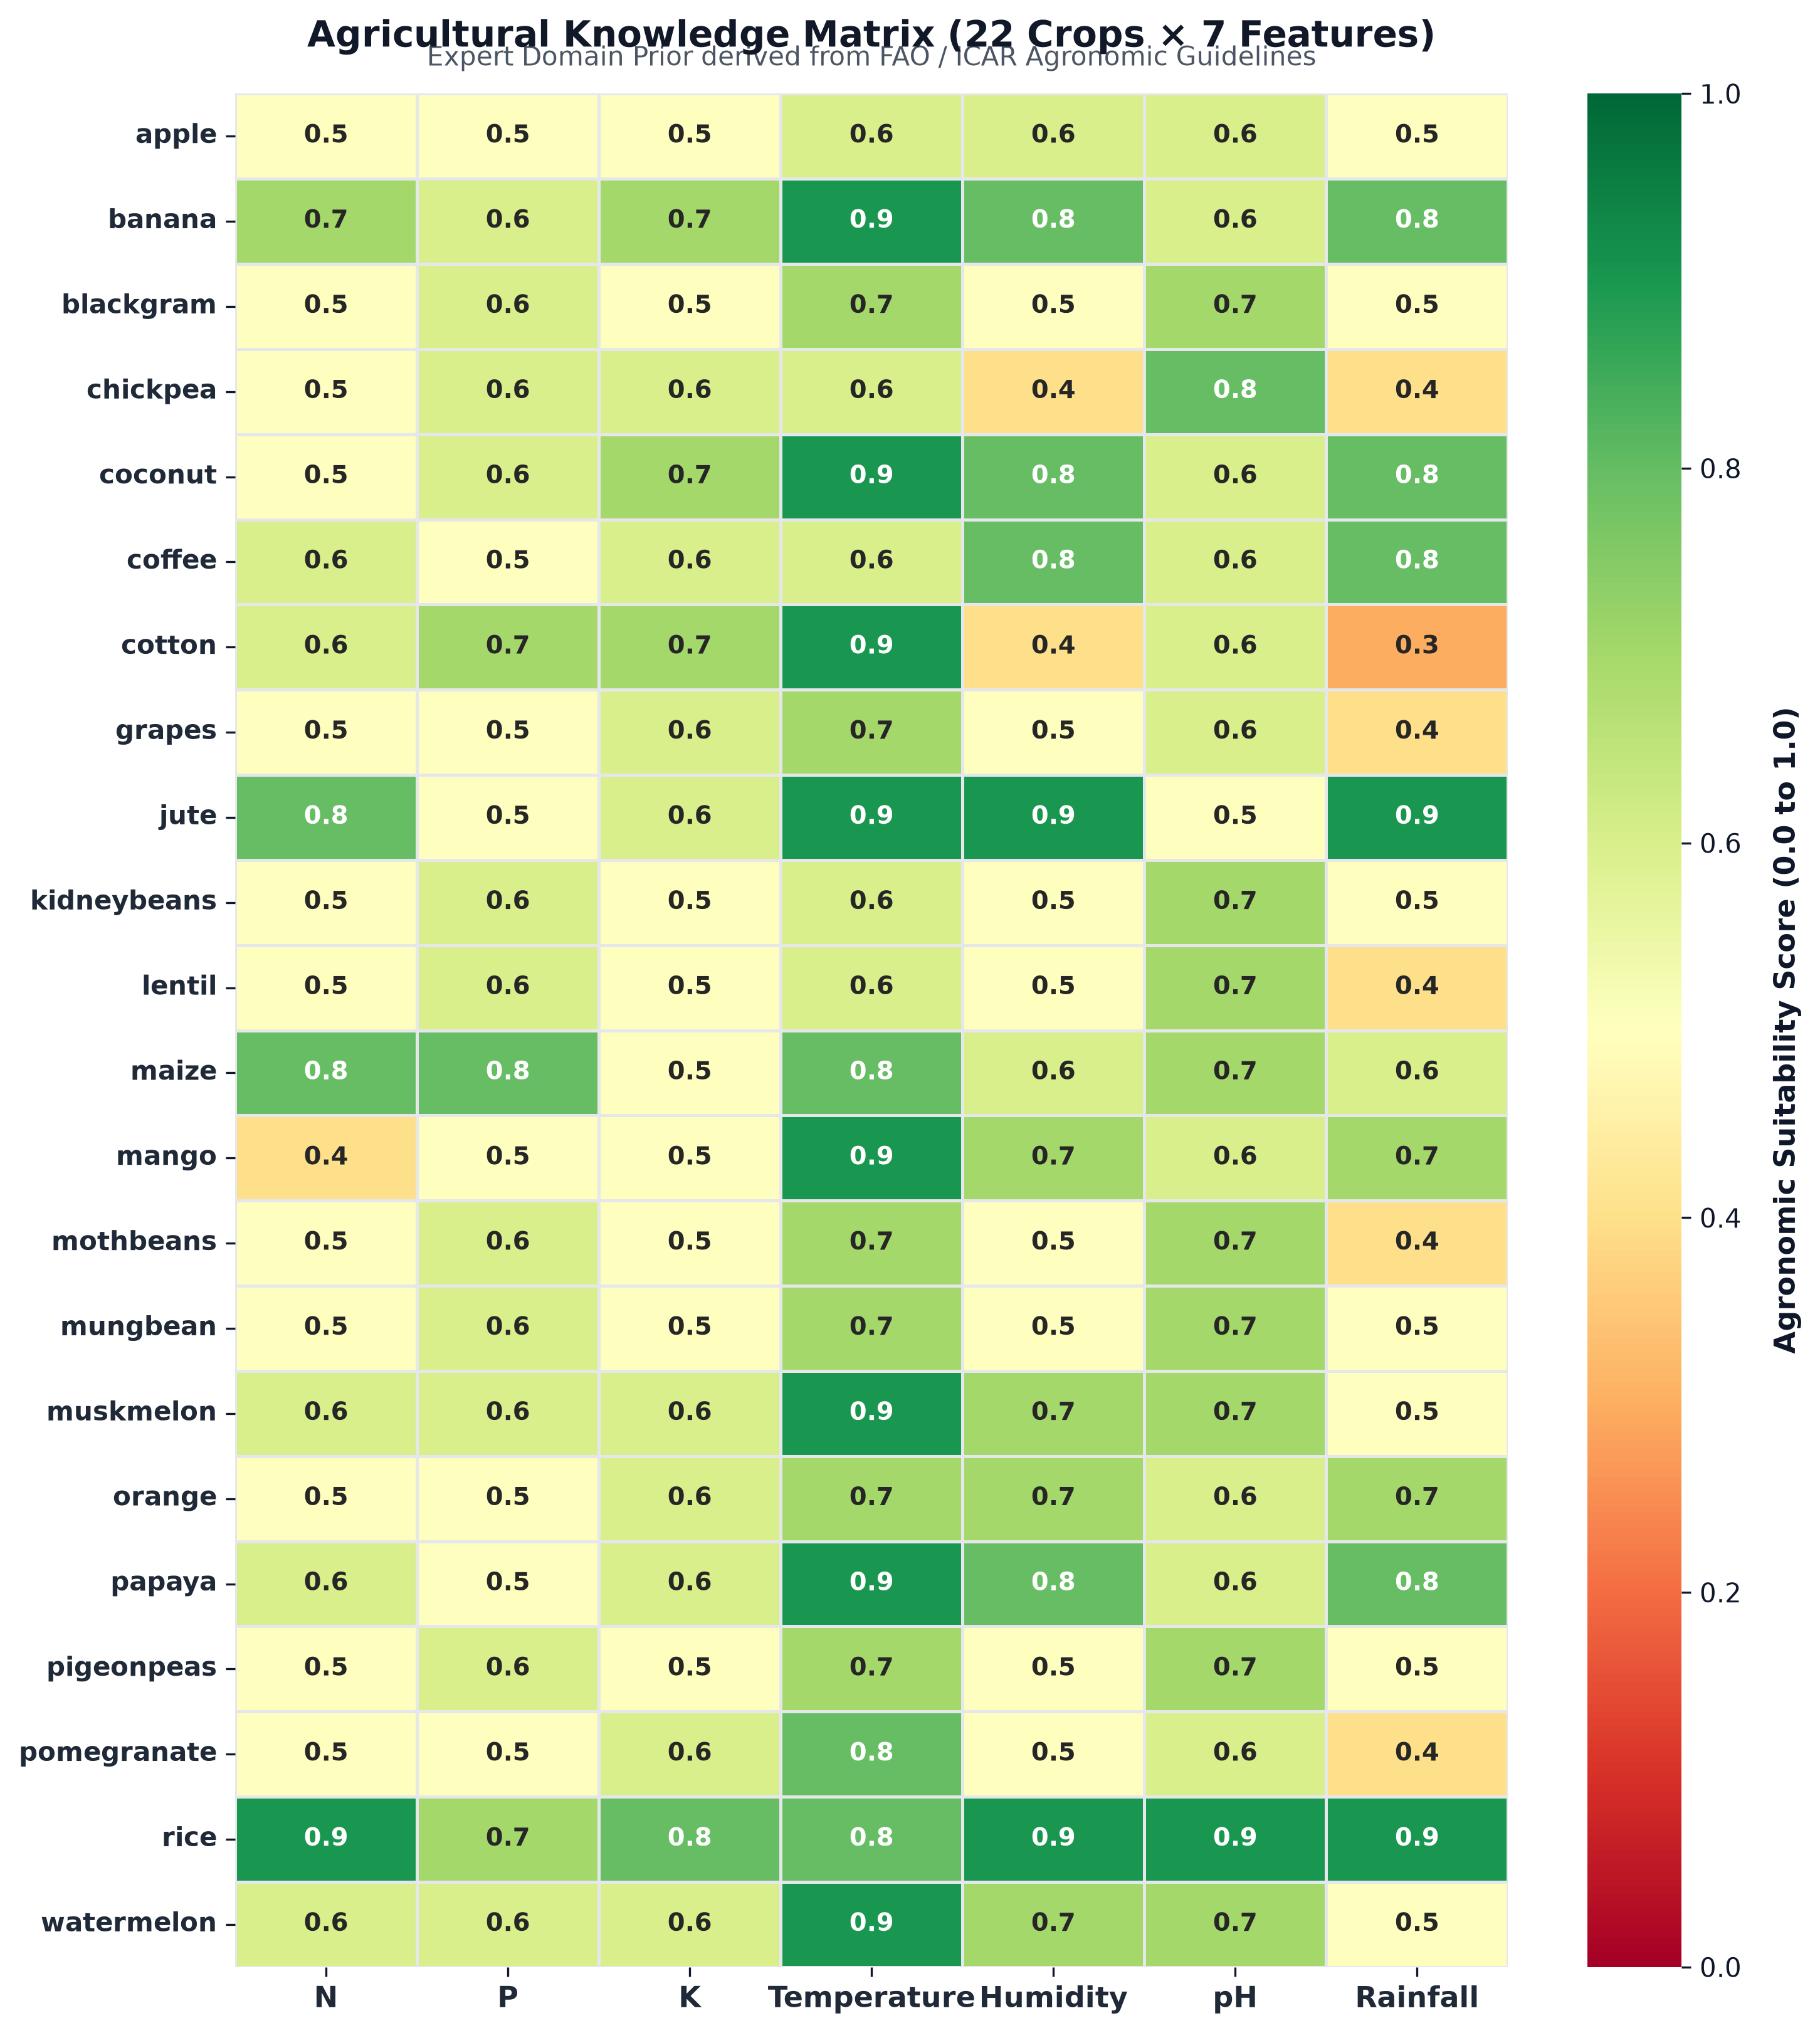 Agricultural Knowledge Matrix (22 Crops × 7 Features)
Expert Domain Prior derived from FAO / ICAR Agronomic Guidelines
apple 0.5 0.5 0.5 0.6 0.6 0.6 0.5
banana 0.7 0.6 0.7 0.9 0.8 0.6 0.8
blackgram 0.5 0.6 0.5 0.7 0.5 0.7 0.5
chickpea 0.5 0.6 0.6 0.6 0.4 0.8 0.4
coconut 0.5 0.6 0.7 0.9 0.8 0.6 0.8
coffee 0.6 0.5 0.6 0.6 0.8 0.6 0.8
cotton 0.6 0.7 0.7 0.9 0.4 0.6 0.3
grapes 0.5 0.5 0.6 0.7 0.5 0.6 0.4
jute 0.8 0.5 0.6 0.9 0.9 0.5 0.9
kidneybeans 0.5 0.6 0.5 0.6 0.5 0.7 0.5
lentil 0.5 0.6 0.5 0.6 0.5 0.7 0.4
maize 0.8 0.8 0.5 0.8 0.6 0.7 0.6
mango 0.4 0.5 0.5 0.9 0.7 0.6 0.7
mothbeans 0.5 0.6 0.5 0.7 0.5 0.7 0.4
mungbean 0.5 0.6 0.5 0.7 0.5 0.7 0.5
muskmelon 0.6 0.6 0.6 0.9 0.7 0.7 0.5
orange 0.5 0.5 0.6 0.7 0.7 0.6 0.7
papaya 0.6 0.5 0.6 0.9 0.8 0.6 0.8
pigeonpeas 0.5 0.6 0.5 0.7 0.5 0.7 0.5
pomegranate 0.5 0.5 0.6 0.8 0.5 0.6 0.4
rice 0.9 0.7 0.8 0.8 0.9 0.9 0.9
watermelon 0.6 0.6 0.6 0.9 0.7 0.7 0.5
N P K Temperature Humidity pH Rainfall
1.0
0.8
0.6
0.4
0.2
0.0
Agronomic Suitability Score (0.0 to 1.0)